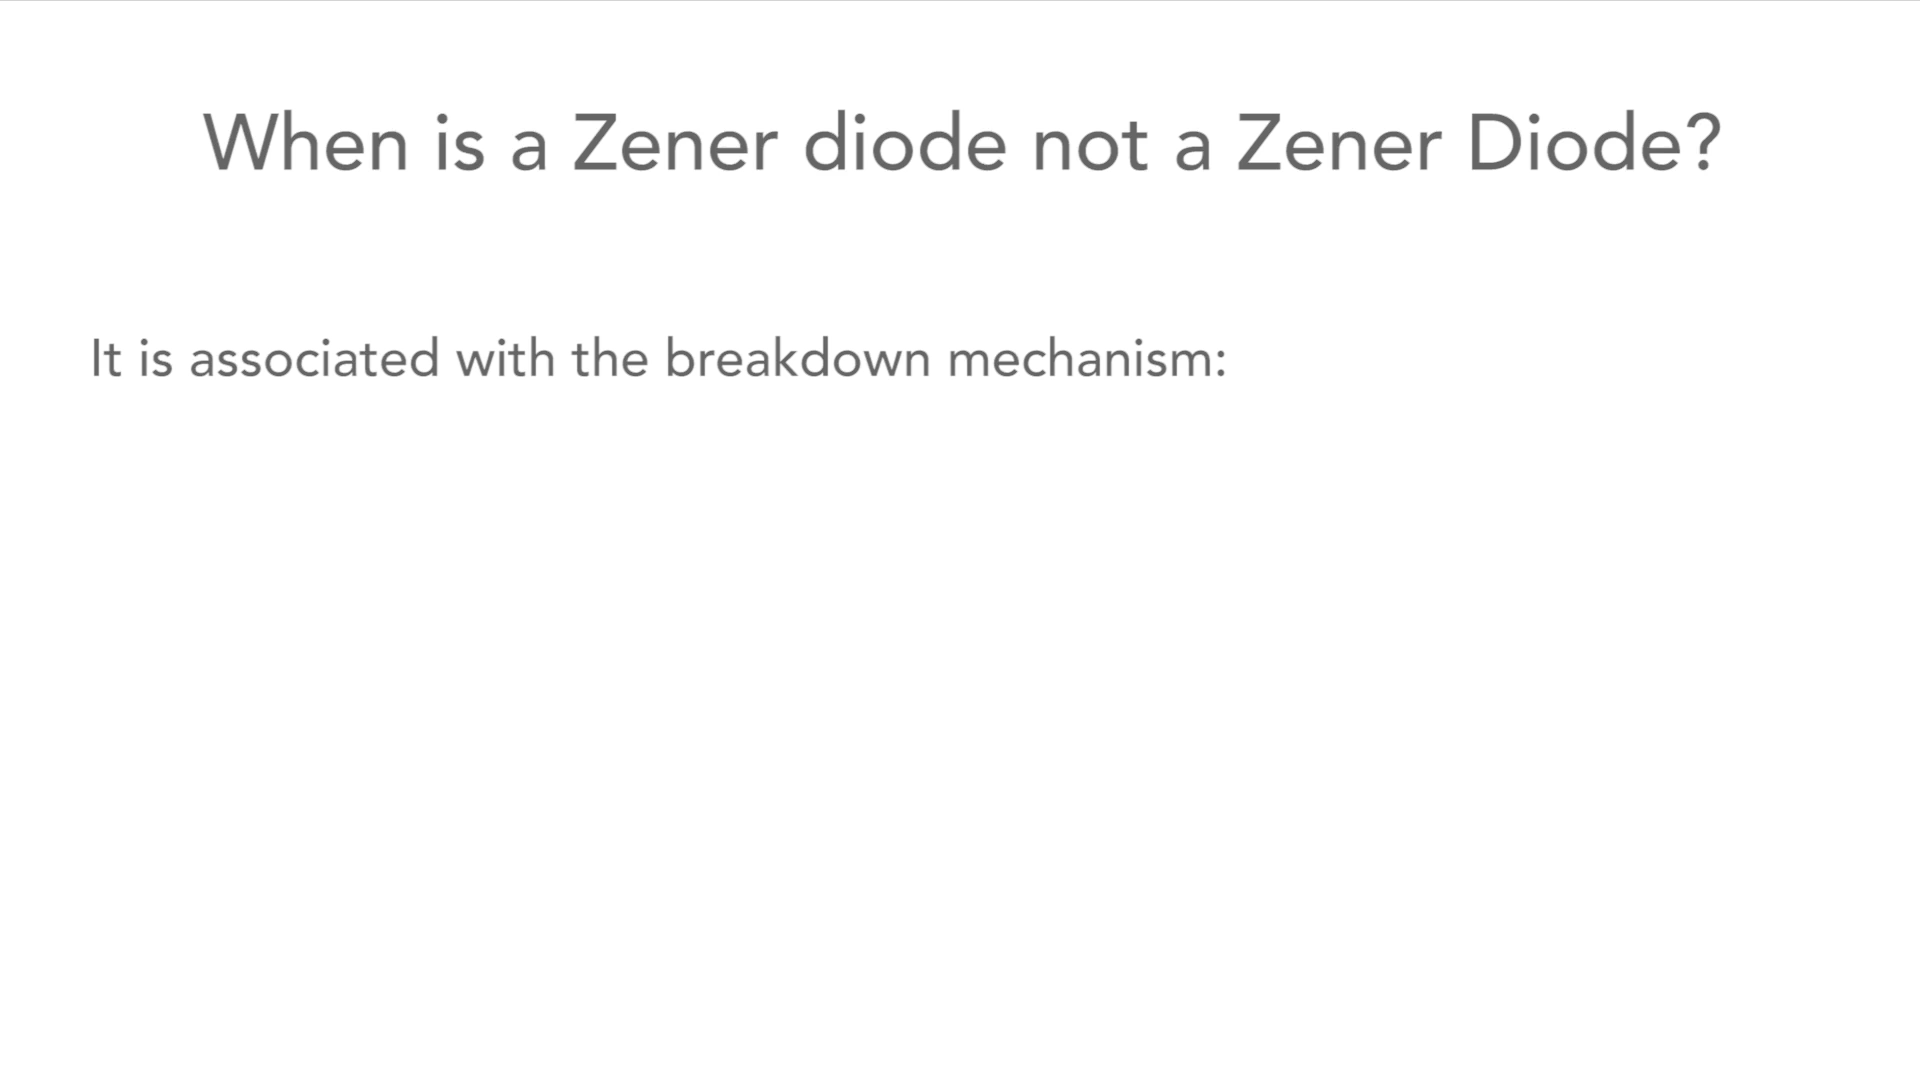 When is a Zener diode not a Zener Diode?
It is associated with the breakdown mechanism: